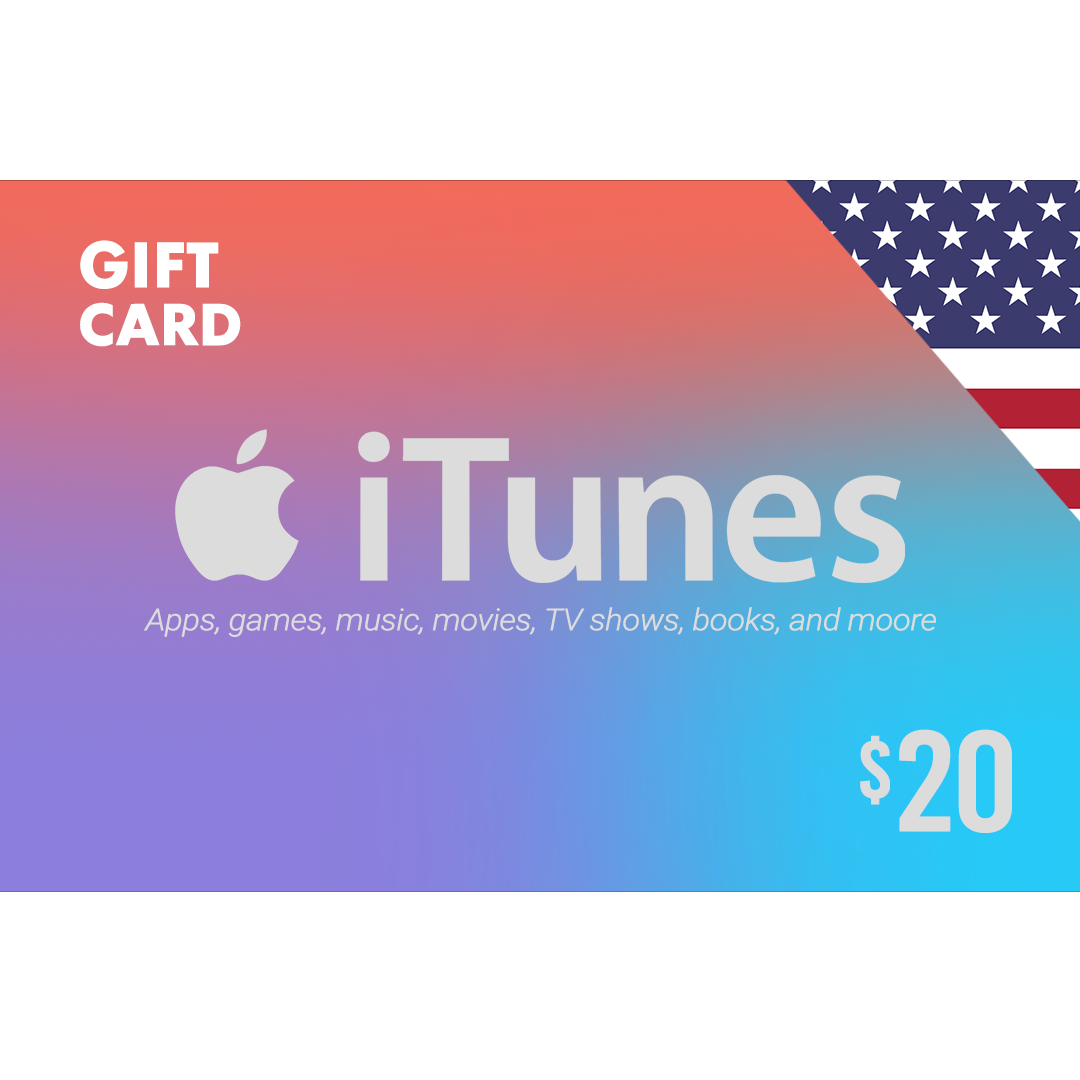 GIFT
CARD
iTunes
Apps, games, music, movies, TV shows, books, and moore
$20